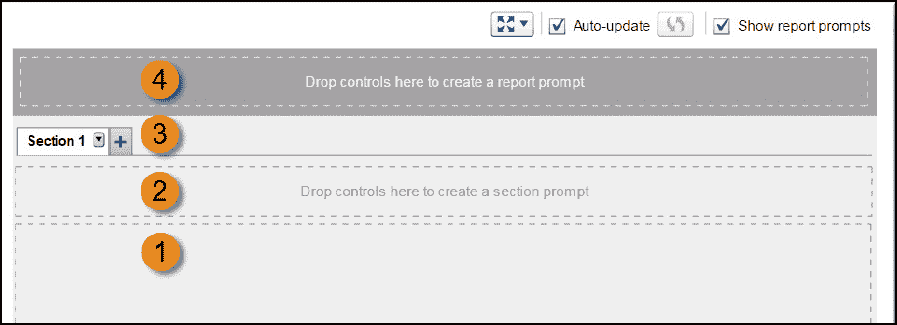 Auto-update
Show report prompts
4
Drop controls here to create a report prompt
3
Section 1
+
2
Drop controls here to create a section prompt
1